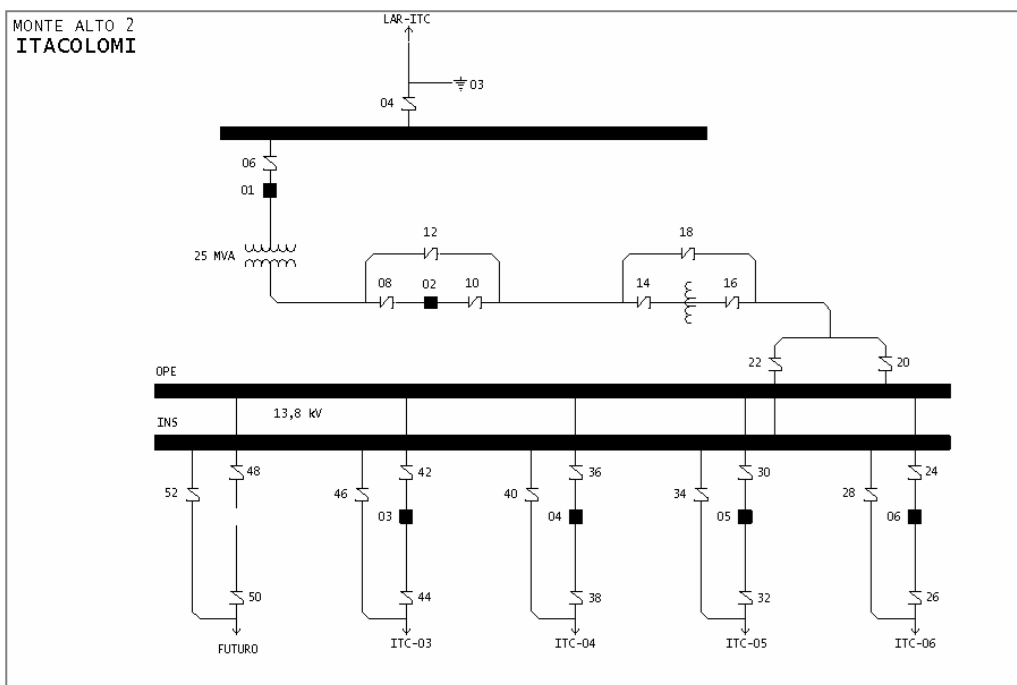 MONTE ALTO 2
ITACOLOMI
LAR-ITC
03
04
06
01
25 MVA
12
18
08
02
10
14
16
22
20
OPE
13,8 kV
INS
48
42
36
30
24
52
46
40
34
28
03
04
05
06
50
44
38
32
26
FUTURO
ITC-03
ITC-04
ITC-05
ITC-06